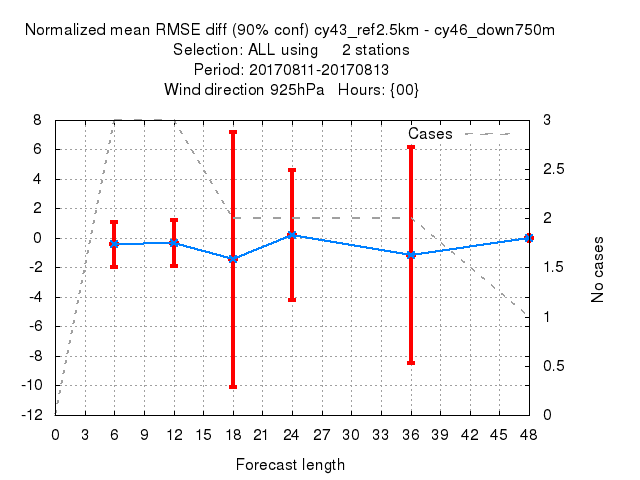 Normalized mean RMSE diff (90% conf) cy43_ref2.5km - cy46_down750m
Selection: ALL using     2 stations
Period: 20170811-20170813
Wind direction 925hPa   Hours: {00}
Cases
8
6
4
2
0
-2
-4
-6
-8
-10
-12
3
2.5
2
1.5
1
0.5
0
No cases
0 3 6 9 12 15 18 21 24 27 30 33 36 39 42 45 48
Forecast length